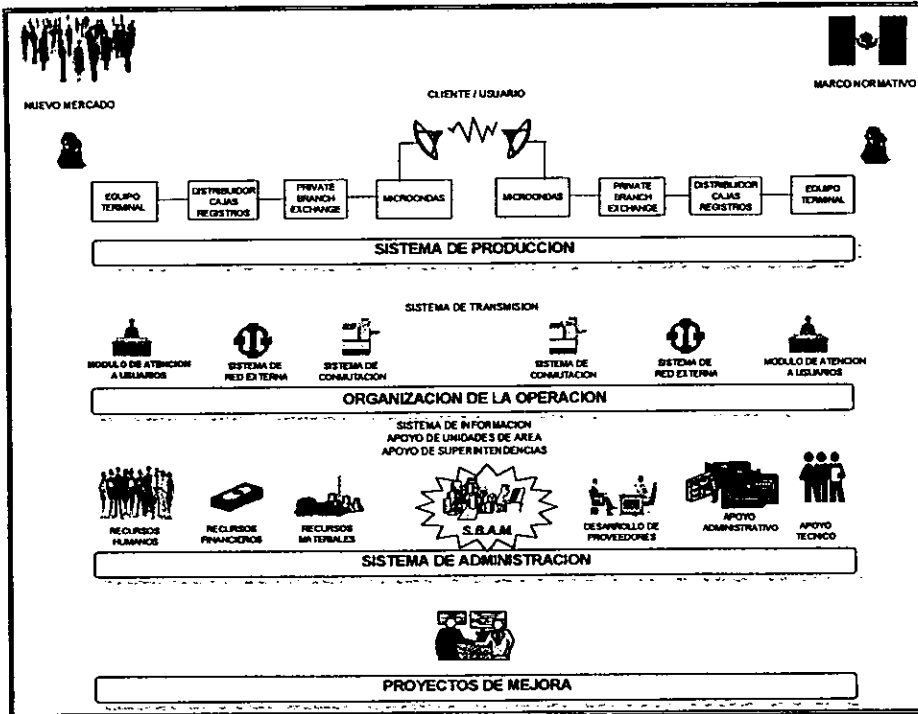 NUEVO MERCADO
MARCO NORMATIVO
CLIENTE / USUARIO
EQUIPO
TERMINAL
DISTRIBUIDOR
CAJAS
REGISTROS
PRIVATE
BRANCH
EXCHANGE
MICROONDAS
MICROONDAS
PRIVATE
BRANCH
EXCHANGE
DISTRIBUIDOR
CAJAS
REGISTROS
EQUIPO
TERMINAL
SISTEMA DE PRODUCCION
SISTEMA DE TRANSMISION
MODULO DE ATENCION
A USUARIOS
SISTEMA DE
RED EXTERNA
SISTEMA DE
CONMUTACION
SISTEMA DE
CONMUTACION
SISTEMA DE
RED EXTERNA
MODULO DE ATENCION
A USUARIOS
ORGANIZACION DE LA OPERACION
SISTEMA DE INFORMACION
APOYO DE UNIDADES DE AREA
APOYO DE SUPERINTENDENCIAS
RECURSOS
HUMANOS
RECURSOS
FINANCIEROS
RECURSOS
MATERIALES
S.B.A.M.
DESARROLLO DE
PROVEEDORES
APOYO
ADMINISTRATIVO
APOYO
TECNICO
SISTEMA DE ADMINISTRACION
PROYECTOS DE MEJORA